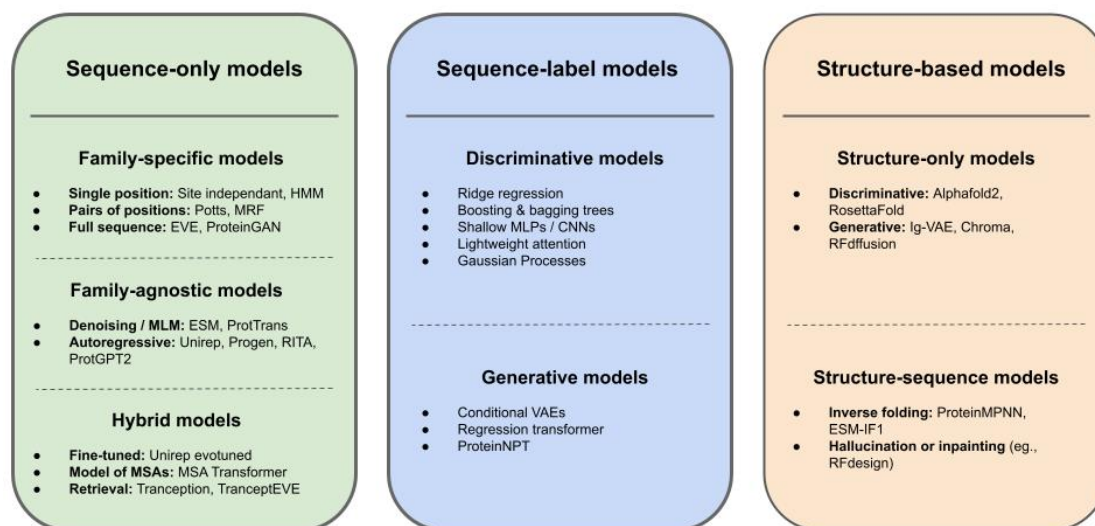 Sequence-only models
Family-specific models
● Single position: Site independant, HMM
● Pairs of positions: Potts, MRF
● Full sequence: EVE, ProteinGAN
Family-agnostic models
● Denoising / MLM: ESM, ProtTrans
● Autoregressive: Unirep, Progen, RITA,
ProtGPT2
Hybrid models
● Fine-tuned: Unirep evotuned
● Model of MSAs: MSA Transformer
● Retrieval: Tranception, TranceptEVE
Sequence-label models
Discriminative models
● Ridge regression
● Boosting & bagging trees
● Shallow MLPs / CNNs
● Lightweight attention
● Gaussian Processes
Generative models
● Conditional VAEs
● Regression transformer
● ProteinNPT
Structure-based models
Structure-only models
● Discriminative: Alphafold2,
RosettaFold
● Generative: Ig-VAE, Chroma,
RFdffusion
Structure-sequence models
● Inverse folding: ProteinMPNN,
ESM-IF1
● Hallucination or inpainting (eg.,
RFdesign)